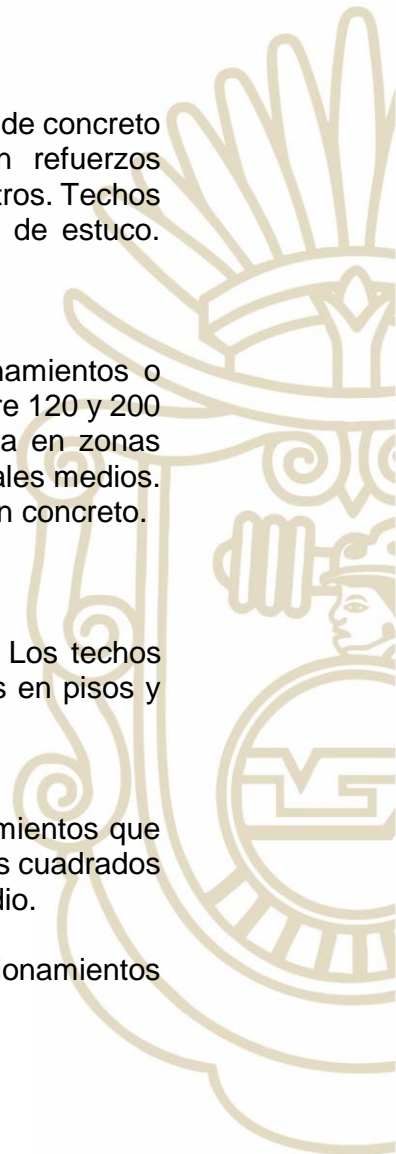 de concreto
n refuerzos
tros. Techos
de estuco.
namientos o
re 120 y 200
a en zonas
ales medios.
n concreto.
Los techos
s en pisos y
mientos que
s cuadrados
dio.
ionamientos